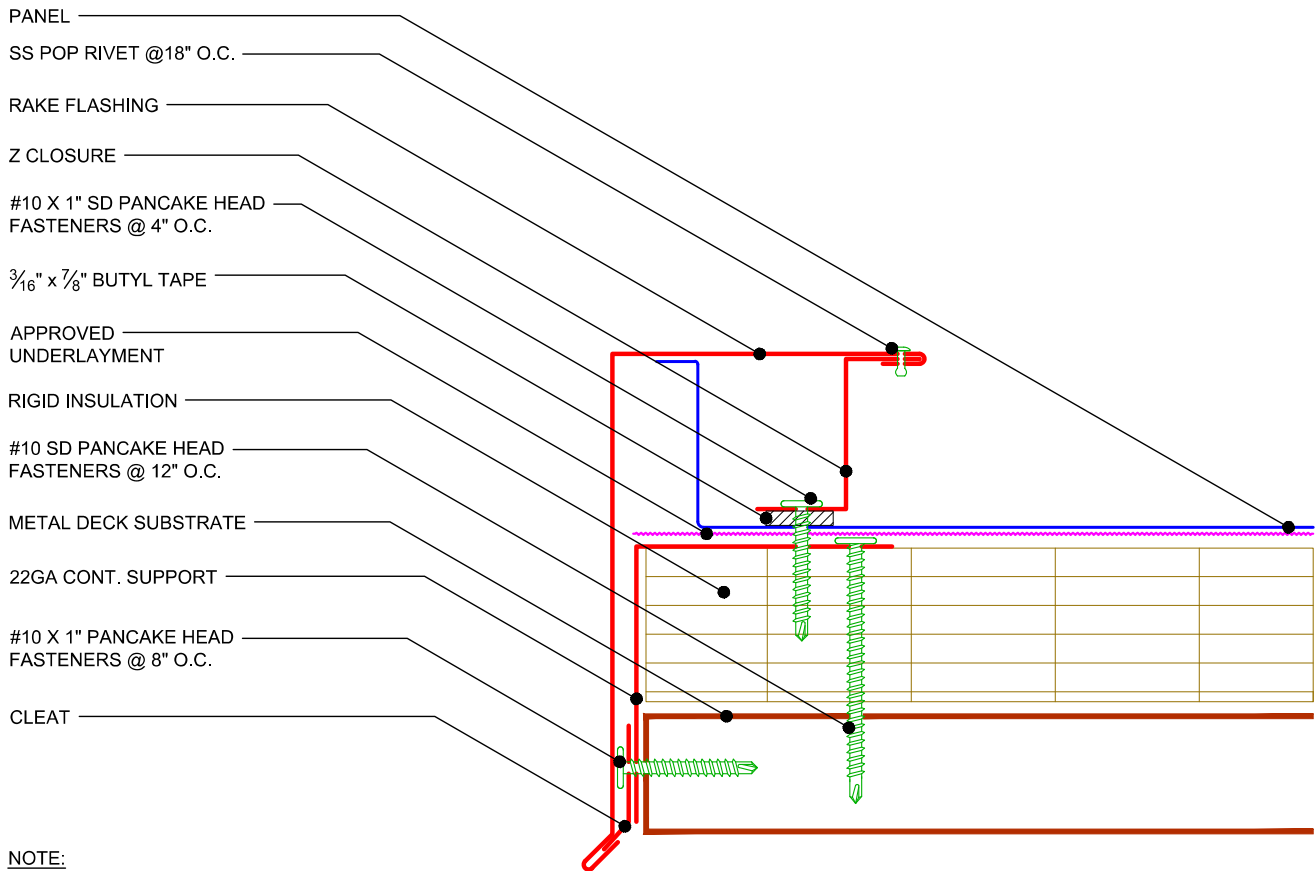 PANEL
SS POP RIVET @18" O.C.
RAKE FLASHING
Z CLOSURE
#10 X 1" SD PANCAKE HEAD
FASTENERS @ 4" O.C.
3/16" x 7/8" BUTYL TAPE
APPROVED
UNDERLAYMENT
RIGID INSULATION
#10 SD PANCAKE HEAD
FASTENERS @ 12" O.C.
METAL DECK SUBSTRATE
22GA CONT. SUPPORT
#10 X 1" PANCAKE HEAD
FASTENERS @ 8" O.C.
CLEAT
NOTE: